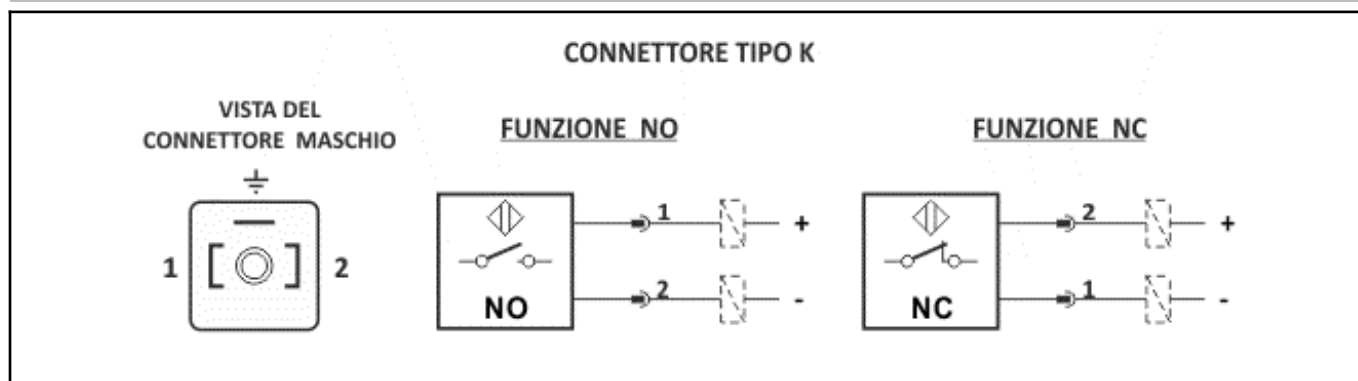 CONNETTORE TIPO K
VISTA DEL
CONNETTORE MASCHIO
1
2
FUNZIONE NO
NO
1
+
2
-
FUNZIONE NC
NC
2
+
1
-